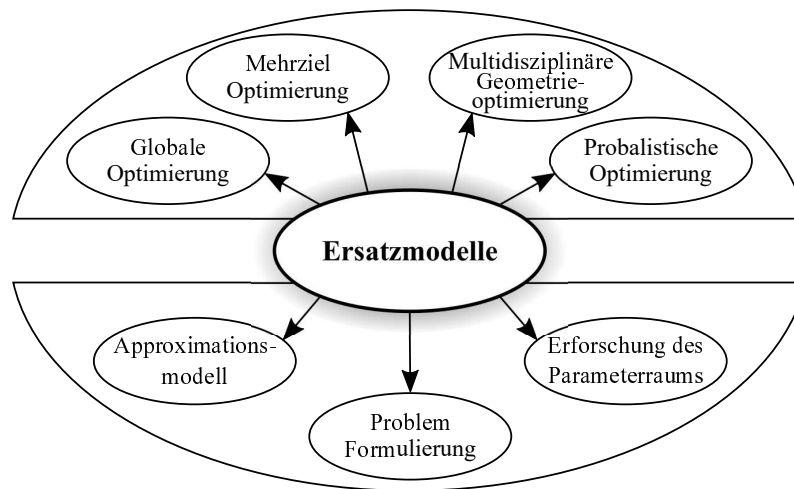 Mehrziel
Optimierung
Multidisziplinäre
Geometrie-
optimierung
Globale
Optimierung
Probalistische
Optimierung
Ersatzmodelle
Approximations-
modell
Erforschung des
Parameterraums
Problem
Formulierung